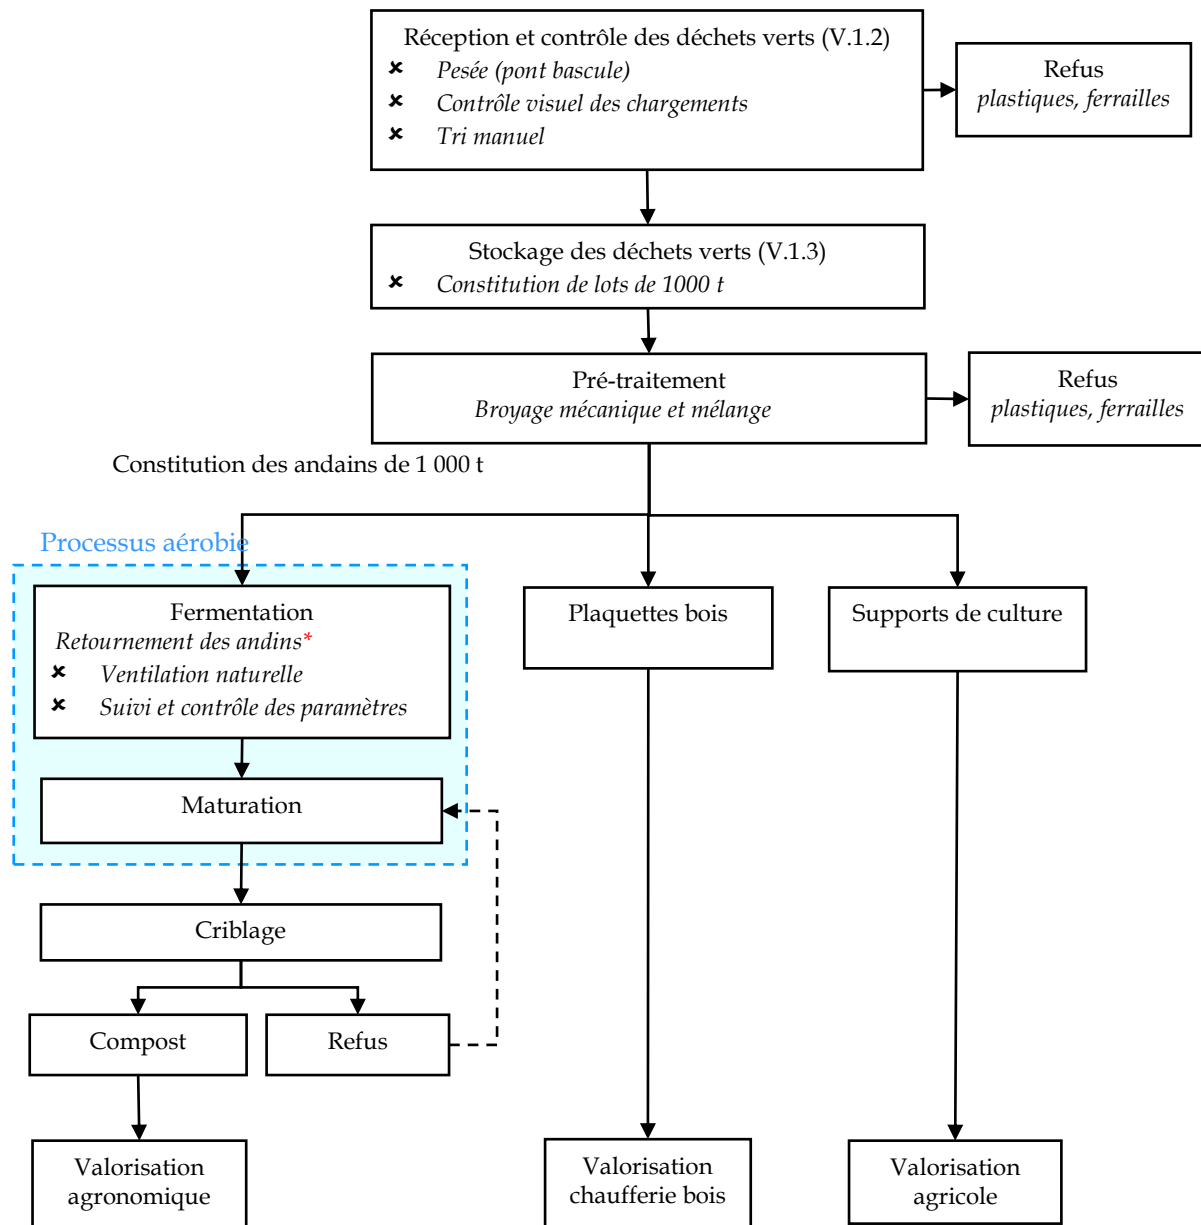 Réception et contrôle des déchets verts (V.1.2)
✘ Pesée (pont bascule)
✘ Contrôle visuel des chargements
✘ Tri manuel
Refus
plastiques, ferrailles
Stockage des déchets verts (V.1.3)
✘ Constitution de lots de 1000 t
Pré-traitement
Broyage mécanique et mélange
Refus
plastiques, ferrailles
Constitution des andains de 1 000 t
Processus aérobie
Fermentation
Retournement des andins*
✘ Ventilation naturelle
✘ Suivi et contrôle des paramètres
Plaquettes bois
Supports de culture
Maturation
Criblage
Compost
Refus
Valorisation
agronomique
Valorisation
chaufferie bois
Valorisation
agricole